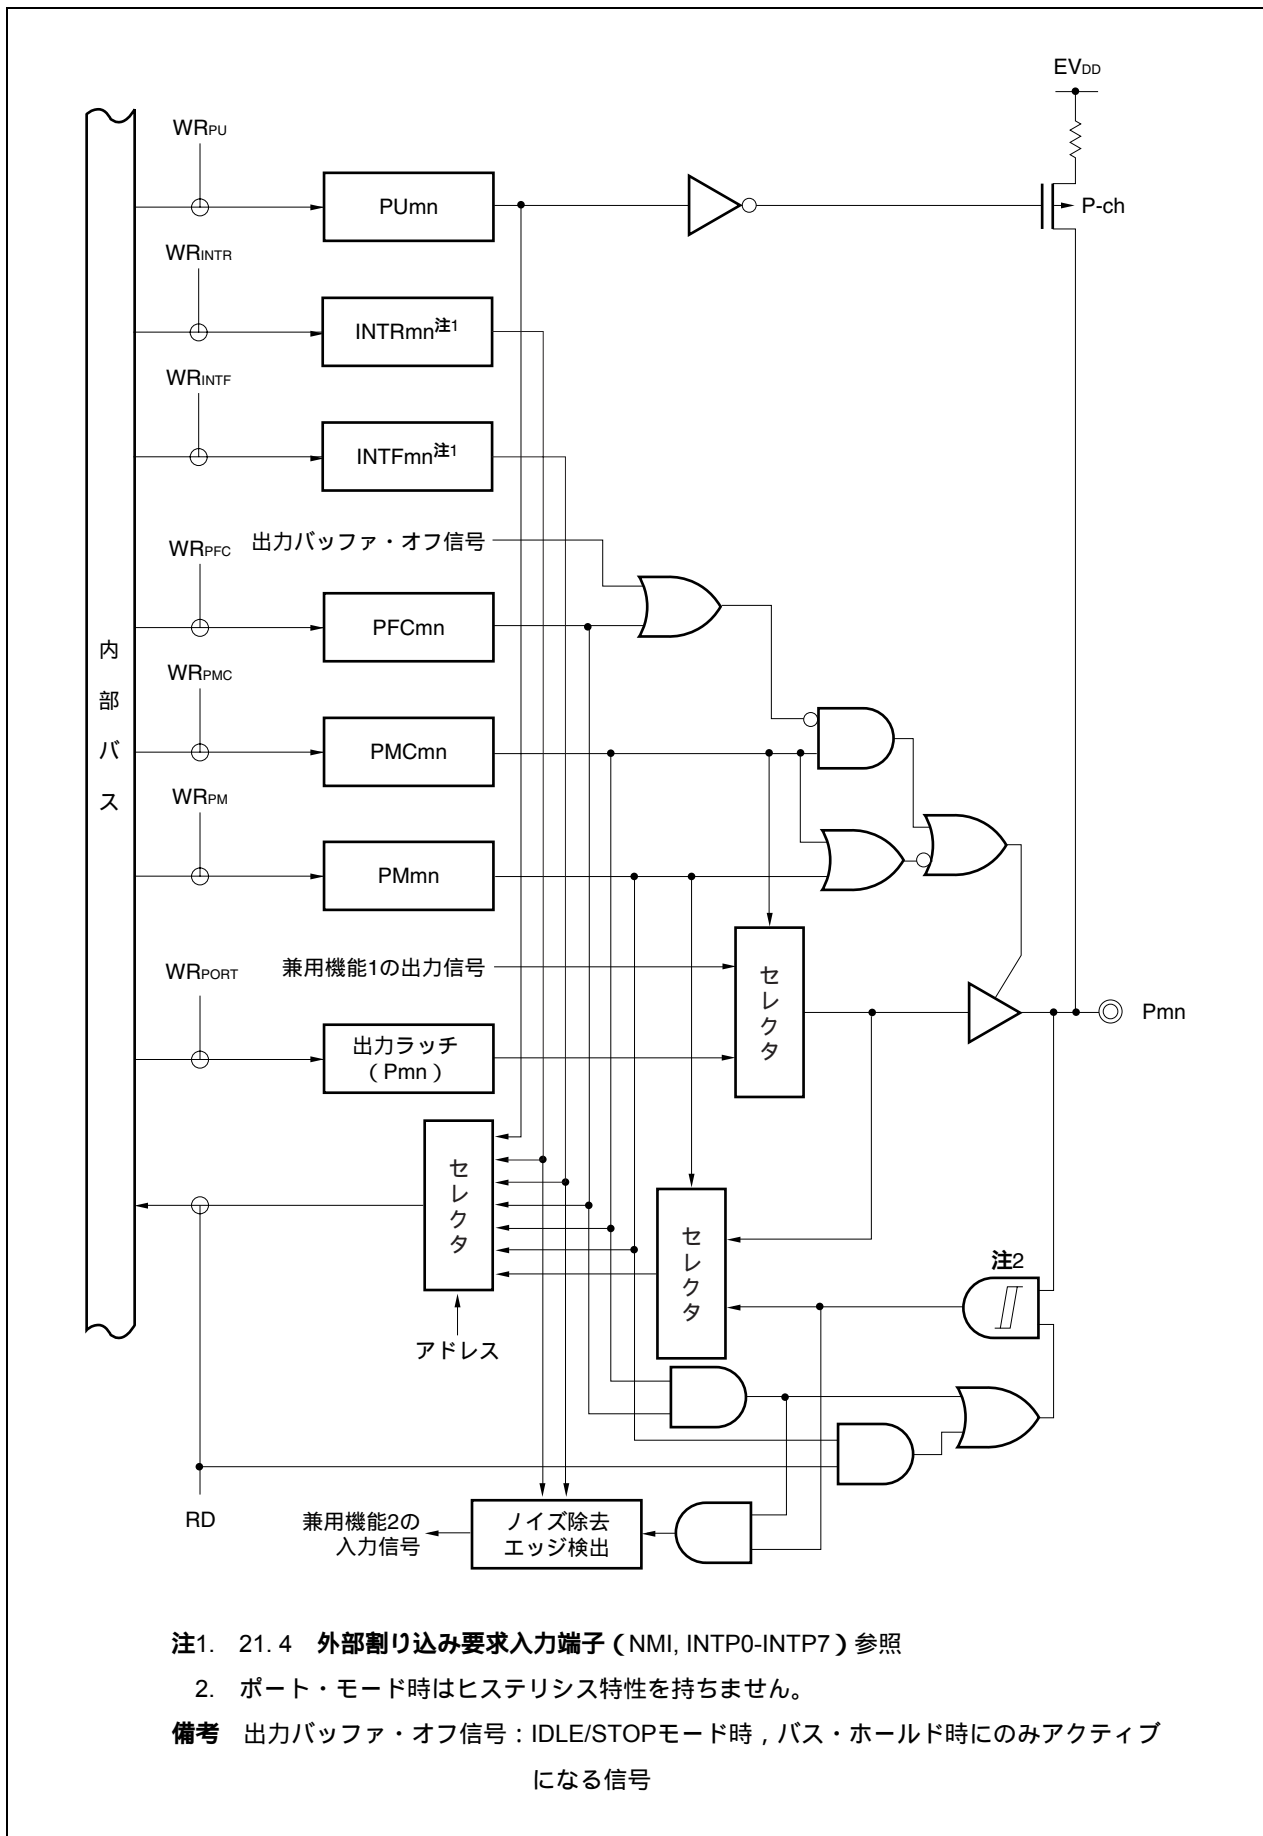 EVDD
WRPU
PUmn
P-ch
WRINTR
INTRmn注1
WRINTF
INTFmn注1
出力バッファ・オフ信号
WRPFC
PFCmn
内部バス
WRPMC
PMCmn
WRPM
PMmn
兼用機能1の出力信号
セレクタ
WRPORT
Pmn
出力ラッチ
(Pmn)
セレクタ
セレクタ
注2
アドレス
RD
兼用機能2の
入力信号
ノイズ除去
エッジ検出
注1. 21. 4 外部割り込み要求入力端子(NMI, INTP0-INTP7)参照
2. ポート・モード時はヒステリシス特性を持ちません。
備考 出力バッファ・オフ信号:IDLE/STOPモード時,バス・ホールド時にのみアクティブ
になる信号